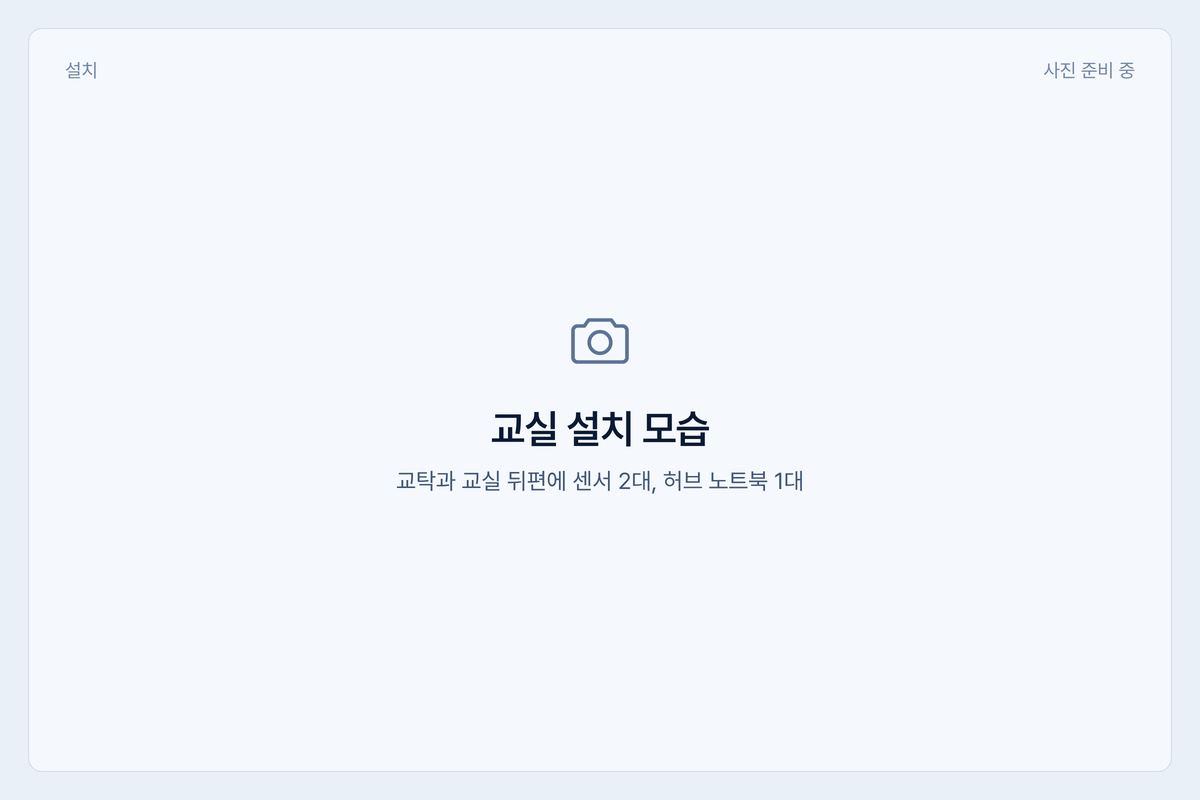 설치
사진 준비 중
교실 설치 모습
교탁과 교실 뒤편에 센서 2대, 허브 노트북 1대